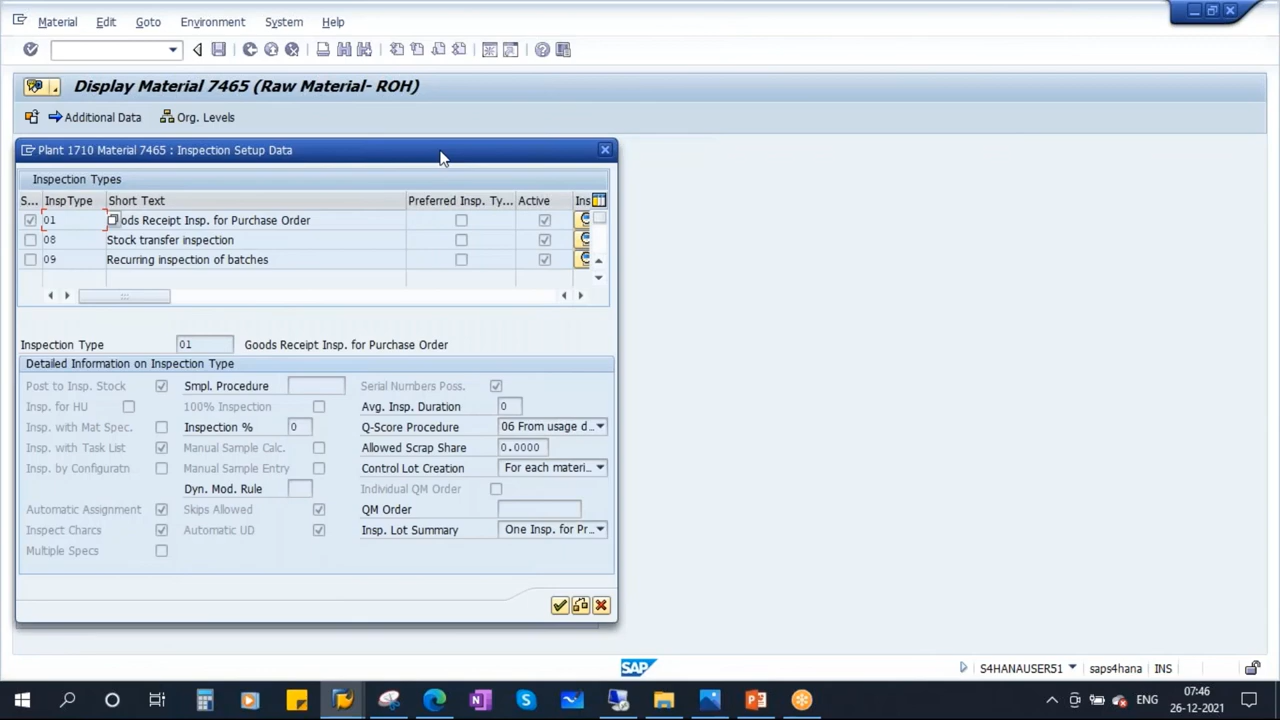 Material Edit Goto Environment System Help
Display Material 7465 (Raw Material- ROH)
Additional Data Org. Levels
Plant 1710 Material 7465 : Inspection Setup Data
Inspection Types
S... InspType Short Text Preferred Insp. Ty... Active Ins
01 ods Receipt Insp. for Purchase Order
08 Stock transfer inspection
09 Recurring inspection of batches
Inspection Type 01 Goods Receipt Insp. for Purchase Order
Detailed Information on Inspection Type
Post to Insp. Stock Smpl. Procedure Serial Numbers Poss.
Insp. for HU 100% Inspection Avg. Insp. Duration 0
Insp. with Mat Spec. Inspection % 0 Q-Score Procedure 06 From usage d...
Insp. with Task List Manual Sample Calc. Allowed Scrap Share 0.0000
Insp. by Configuratn Manual Sample Entry Control Lot Creation For each materi...
Dyn. Mod. Rule Individual QM Order
Automatic Assignment Skips Allowed QM Order
Inspect Charcs Automatic UD Insp. Lot Summary One Insp. for Pr...
Multiple Specs
SAP S4HANAUSER51 saps4hana INS
ENG 07:46
26-12-2021